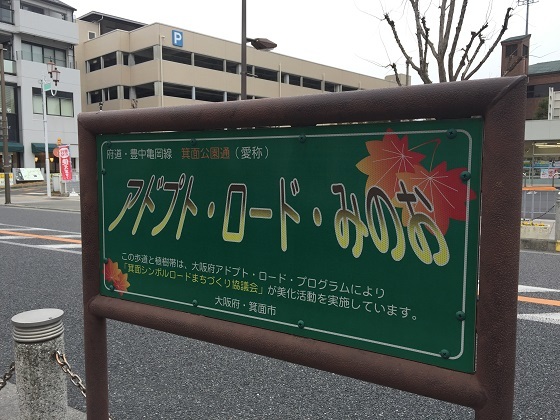 P
府道・豊中亀岡線 箕面公園通（愛称）
アドプト・ロード・みのお
この歩道と植樹帯は、大阪府アドプト・ロード・プログラムにより
「箕面シンボルロードまちづくり協議会」が美化活動を実施しています。
大阪府・箕面市